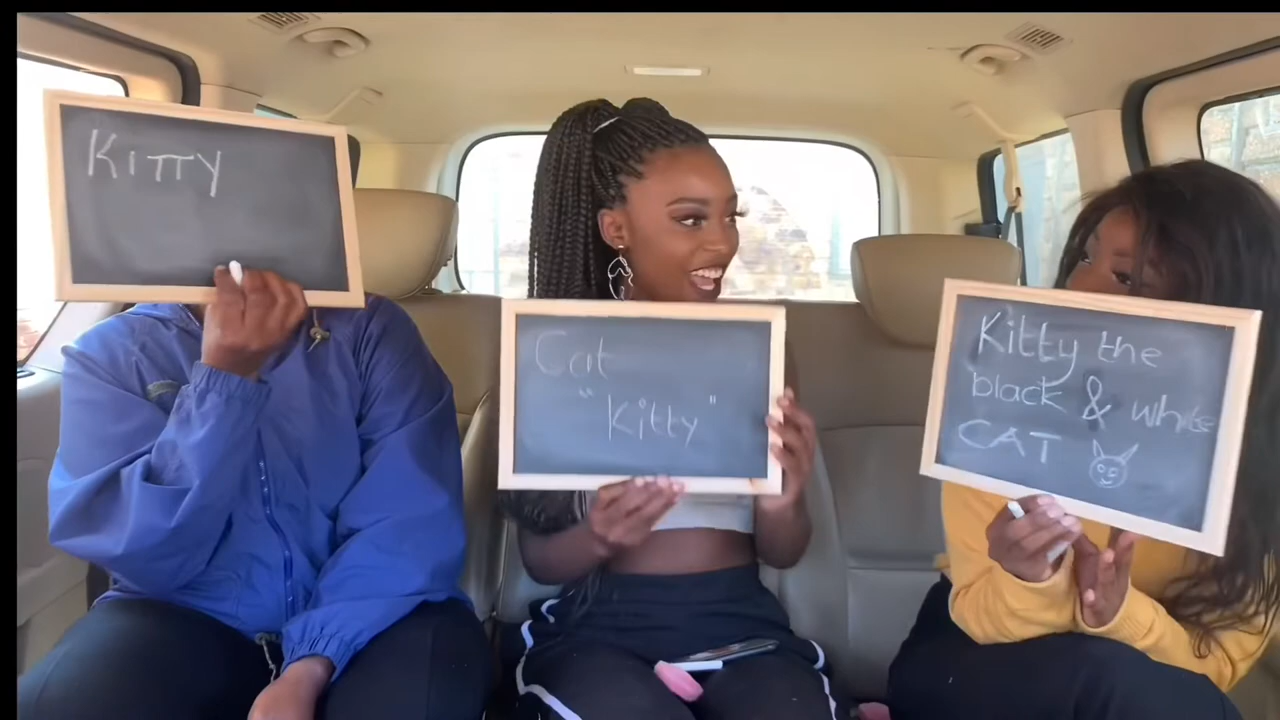 KITTY
Cat
"Kitty"
Kitty the
black & white
CAT